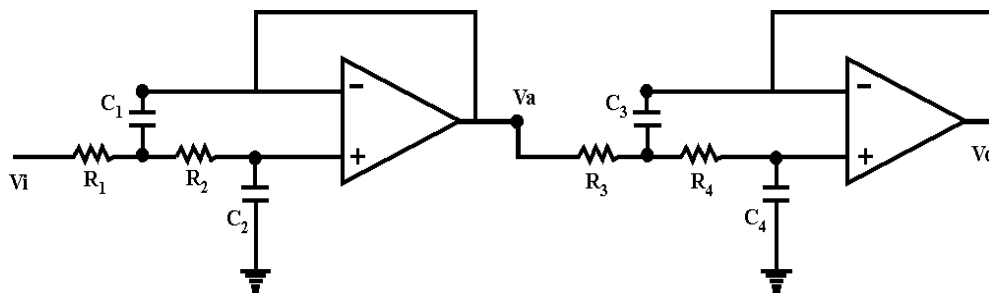 C1
−
Va
C3
−
+
+
Vi
R1
R2
C2
R3
R4
C4